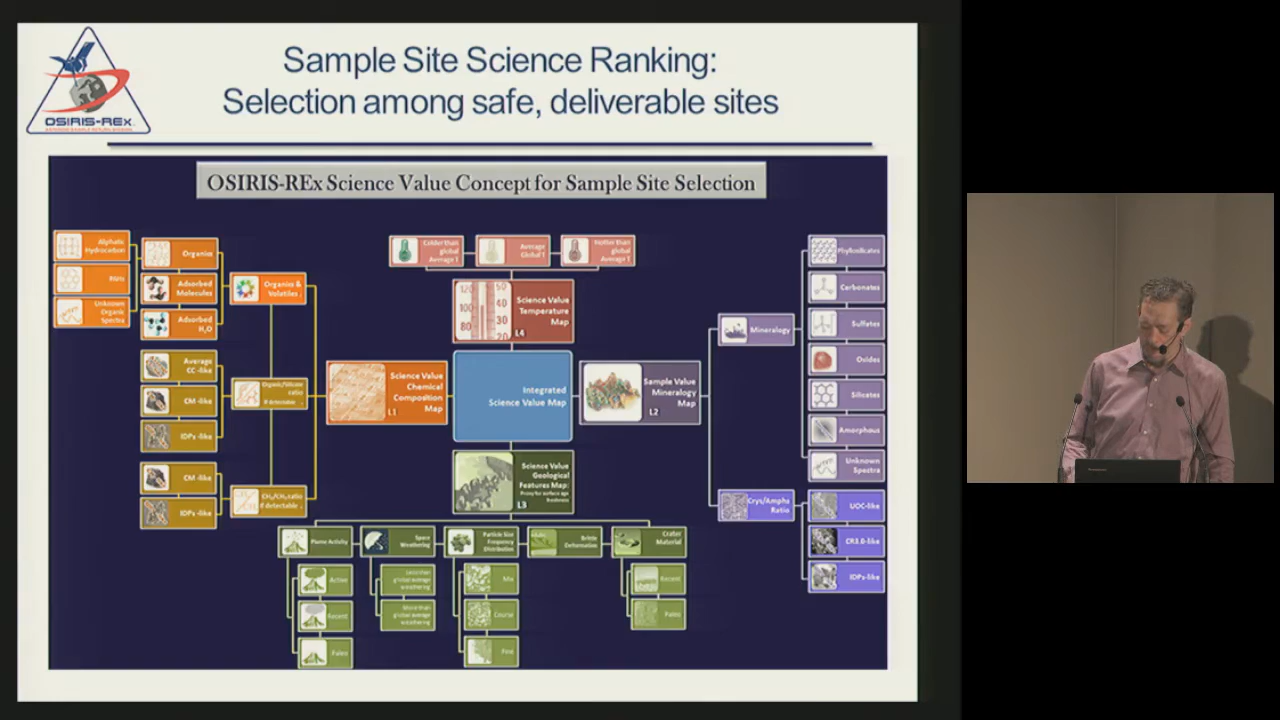 Sample Site Science Ranking:
Selection among safe, deliverable sites
OSIRIS-REx
OSIRIS-REx Science Value Concept for Sample Site Selection
Aliphatic
Hydrocarbon
PAHs
Unknown
Organic
Spectra
Organics
Adsorbed
Molecules
Adsorbed
H₂O
Organics &
Volatiles
Average
CC-like
CM-like
IDPs-like
Organic/Silicate
ratio
if detectable
CM-like
IDPs-like
CH₂/CH₃ ratio
if detectable
Colder than
global
Average T
Average
Global T
Hotter than
global
Average T
Science Value
Temperature
Map
L4
Science Value
Chemical
Composition
Map
L1
Integrated
Science Value Map
Sample Value
Mineralogy
Map
L2
Science Value
Geological
Features Map:
Proxy for surface age
freshness
L3
Plume Activity
Space
Weathering
Particle Size
Frequency
Distribution
Brittle
Deformation
Crater
Material
Active
Recent
Paleo
Less than
global average
weathering
More than
global average
weathering
Mix
Course
Fine
Recent
Paleo
Mineralogy
Phyllosilicates
Carbonates
Sulfates
Oxides
Silicates
Amorphous
Unknown
Spectra
Crys/Amphs
Ratio
UOC-like
CR3.0-like
IDPs-like